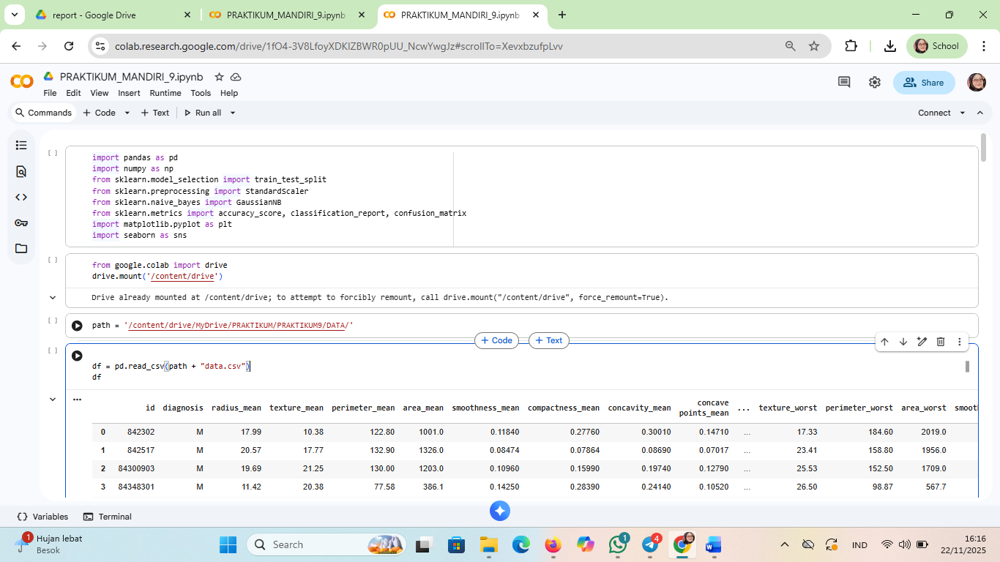 report - Google Drive
PRAKTIKUM_MANDIRI_9.ipynb
PRAKTIKUM_MANDIRI_9.ipynb
colab.research.google.com/drive/1fO4-3V8LfoyXDKIZBWR0pUU_NcwYwgJz#scrollTo=XevxbzufpLvv
School
PRAKTIKUM_MANDIRI_9.ipynb
File Edit View Insert Runtime Tools Help
Share
Commands + Code + Text Run all
Connect
[ ]
import pandas as pd
import numpy as np
from sklearn.model_selection import train_test_split
from sklearn.preprocessing import StandardScaler
from sklearn.naive_bayes import GaussianNB
from sklearn.metrics import accuracy_score, classification_report, confusion_matrix
import matplotlib.pyplot as plt
import seaborn as sns
[ ]
from google.colab import drive
drive.mount('/content/drive')
Drive already mounted at /content/drive; to attempt to forcibly remount, call drive.mount("/content/drive", force_remount=True).
[ ]
path = '/content/drive/MyDrive/PRAKTIKUM/PRAKTIKUM9/DATA/'
+ Code + Text
[ ]
df = pd.read_csv(path + "data.csv")
df
id diagnosis radius_mean texture_mean perimeter_mean area_mean smoothness_mean compactness_mean concavity_mean concave points_mean ... texture_worst perimeter_worst area_worst smooth
0 842302 M 17.99 10.38 122.80 1001.0 0.11840 0.27760 0.30010 0.14710 ... 17.33 184.60 2019.0
1 842517 M 20.57 17.77 132.90 1326.0 0.08474 0.07864 0.08690 0.07017 ... 23.41 158.80 1956.0
2 84300903 M 19.69 21.25 130.00 1203.0 0.10960 0.15990 0.19740 0.12790 ... 25.53 152.50 1709.0
3 84348301 M 11.42 20.38 77.58 386.1 0.14250 0.28390 0.24140 0.10520 ... 26.50 98.87 567.7
Variables Terminal
1
Hujan lebat
Besok
Search
1
4
IND
16:16
22/11/2025